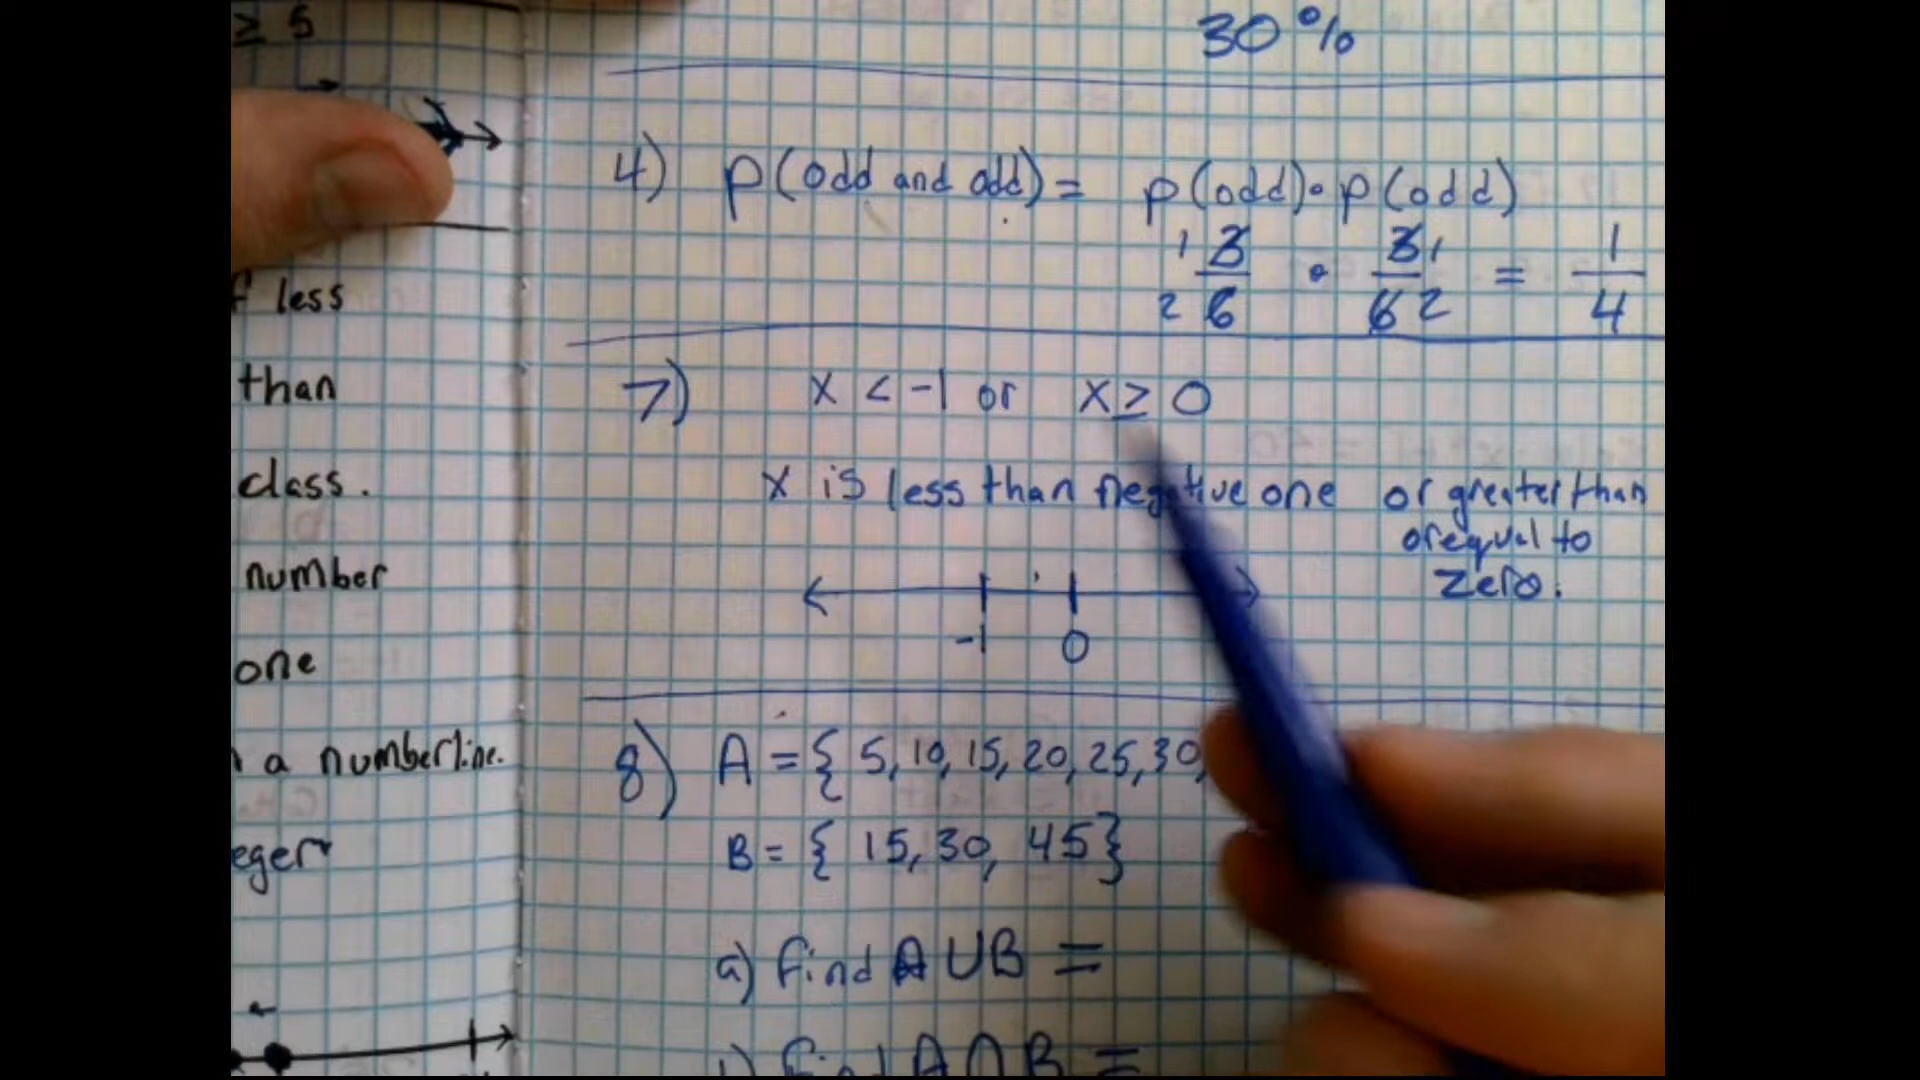 ≥ 5
less
than
class.
number
one
a numberline.
30%
4) P(odd and odd) = P(odd) • P(odd)
1 3 • 3 1 = 1
2 6 6 2 4
7) x < -1 or x ≥ 0
x is less than negative one or greater than
or equal to
zero.
-1 0
8) A = { 5, 10, 15, 20, 25, 30,
B = { 15, 30, 45}
a) find A ∪ B =
find A ∩ B =